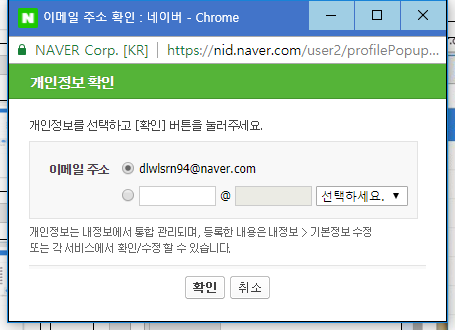 N 이메일 주소 확인 : 네이버 - Chrome
NAVER Corp. [KR] https://nid.naver.com/user2/profilePopup...
개인정보 확인
개인정보를 선택하고 [확인] 버튼을 눌러주세요.
이메일 주소 dlwlsrn94@naver.com
@ 선택하세요.
개인정보는 내정보에서 통합 관리되며, 등록한 내용은 내정보 > 기본정보 수정
또는 각 서비스에서 확인/수정 할 수 있습니다.
확인 취소